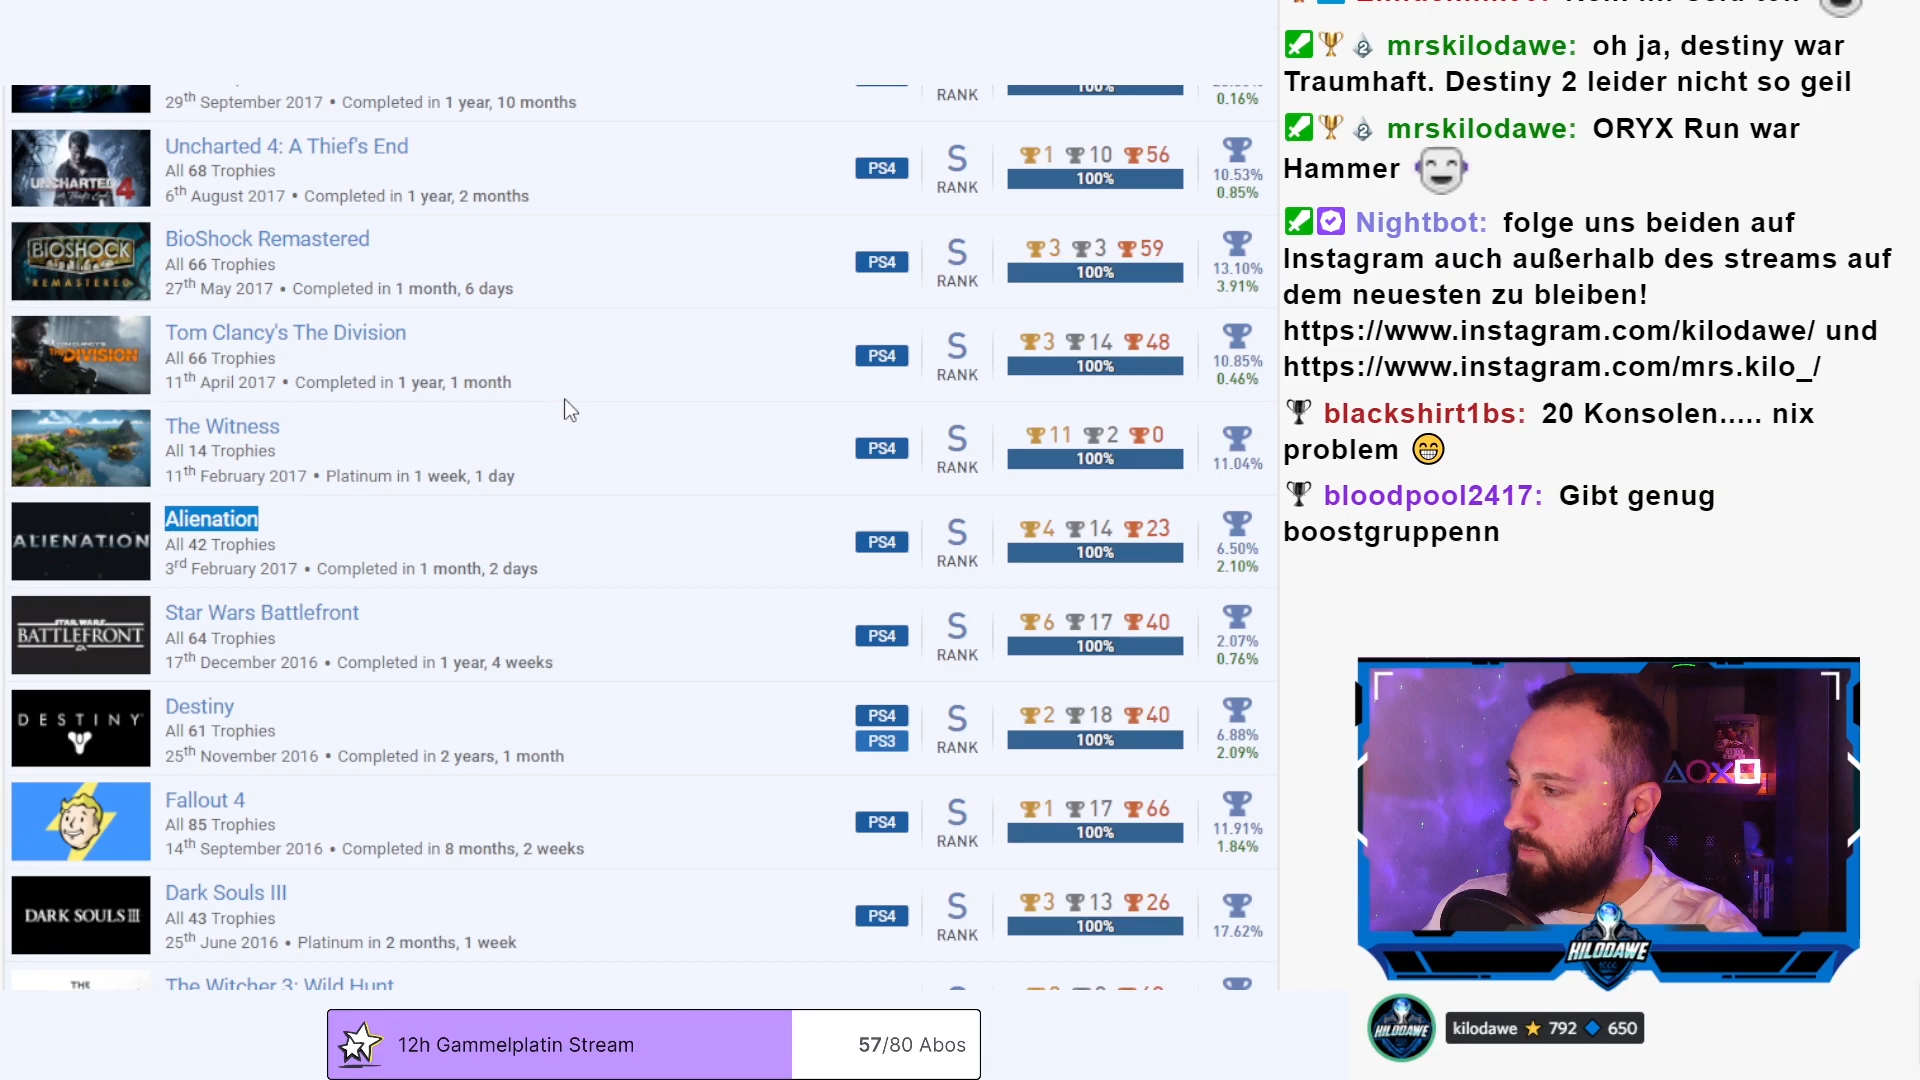 29th September 2017 • Completed in 1 year, 10 months
RANK
100%
0.16%
UNCHARTED 4
Uncharted 4: A Thief's End
All 68 Trophies
6th August 2017 • Completed in 1 year, 2 months
PS4
S
RANK
1 10 56
100%
10.53%
0.85%
BIOSHOCK
REMASTERED
BioShock Remastered
All 66 Trophies
27th May 2017 • Completed in 1 month, 6 days
PS4
S
RANK
3 3 59
100%
13.10%
3.91%
THE DIVISION
Tom Clancy's The Division
All 66 Trophies
11th April 2017 • Completed in 1 year, 1 month
PS4
S
RANK
3 14 48
100%
10.85%
0.46%
The Witness
All 14 Trophies
11th February 2017 • Platinum in 1 week, 1 day
PS4
S
RANK
11 2 0
100%
11.04%
ALIENATION
Alienation
All 42 Trophies
3rd February 2017 • Completed in 1 month, 2 days
PS4
S
RANK
4 14 23
100%
6.50%
2.10%
STAR WARS
BATTLEFRONT
EA
Star Wars Battlefront
All 64 Trophies
17th December 2016 • Completed in 1 year, 4 weeks
PS4
S
RANK
6 17 40
100%
2.07%
0.76%
DESTINY
Destiny
All 61 Trophies
25th November 2016 • Completed in 2 years, 1 month
PS4
PS3
S
RANK
2 18 40
100%
6.88%
2.09%
Fallout 4
All 85 Trophies
14th September 2016 • Completed in 8 months, 2 weeks
PS4
S
RANK
1 17 66
100%
11.91%
1.84%
DARK SOULS III
Dark Souls III
All 43 Trophies
25th June 2016 • Platinum in 2 months, 1 week
PS4
S
RANK
3 13 26
100%
17.62%
THE
The Witcher 3: Wild Hunt
12h Gammelplatin Stream
57/80 Abos
mrskilodawe: oh ja, destiny war
Traumhaft. Destiny 2 leider nicht so geil
mrskilodawe: ORYX Run war
Hammer
Nightbot: folge uns beiden auf
Instagram auch außerhalb des streams auf
dem neuesten zu bleiben!
https://www.instagram.com/kilodawe/ und
https://www.instagram.com/mrs.kilo_/
blackshirt1bs: 20 Konsolen..... nix
problem
bloodpool2417: Gibt genug
boostgruppenn
HILODAWE
HILODAWE
kilodawe 792 650